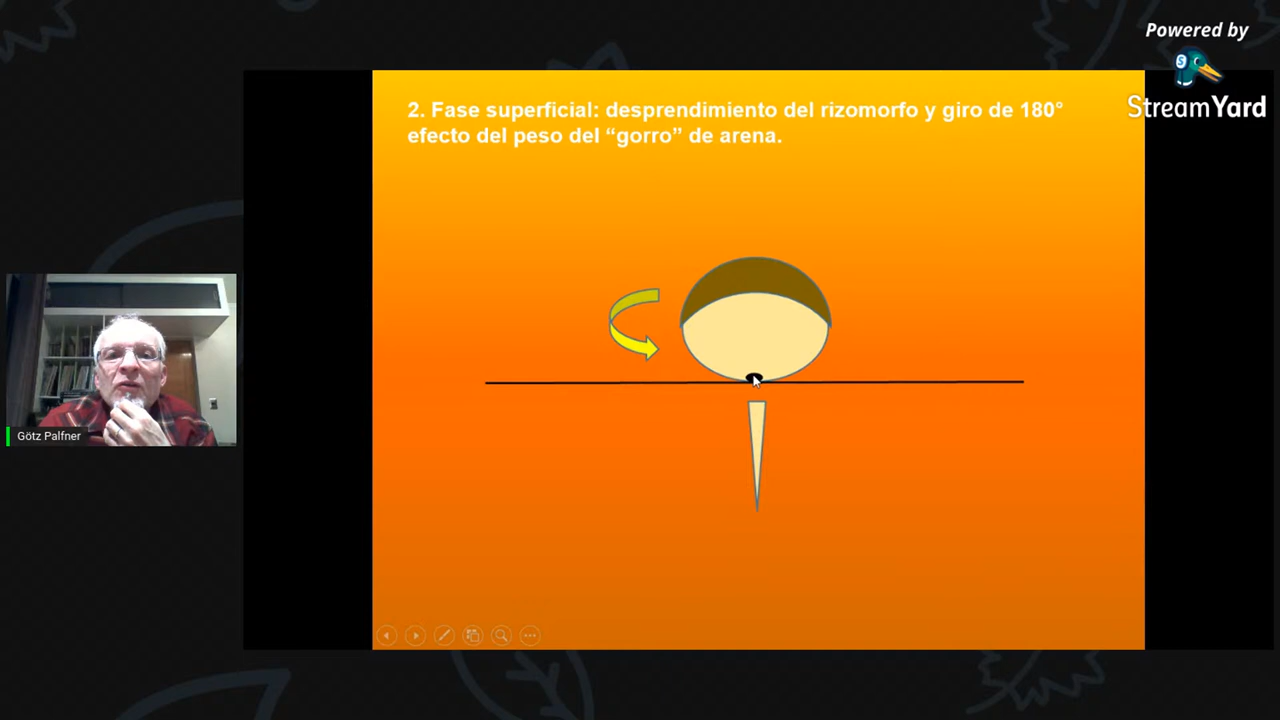 Powered by
StreamYard
2. Fase superficial: desprendimiento del rizomorfo y giro de 180°
efecto del peso del “gorro” de arena.
Götz Palfner